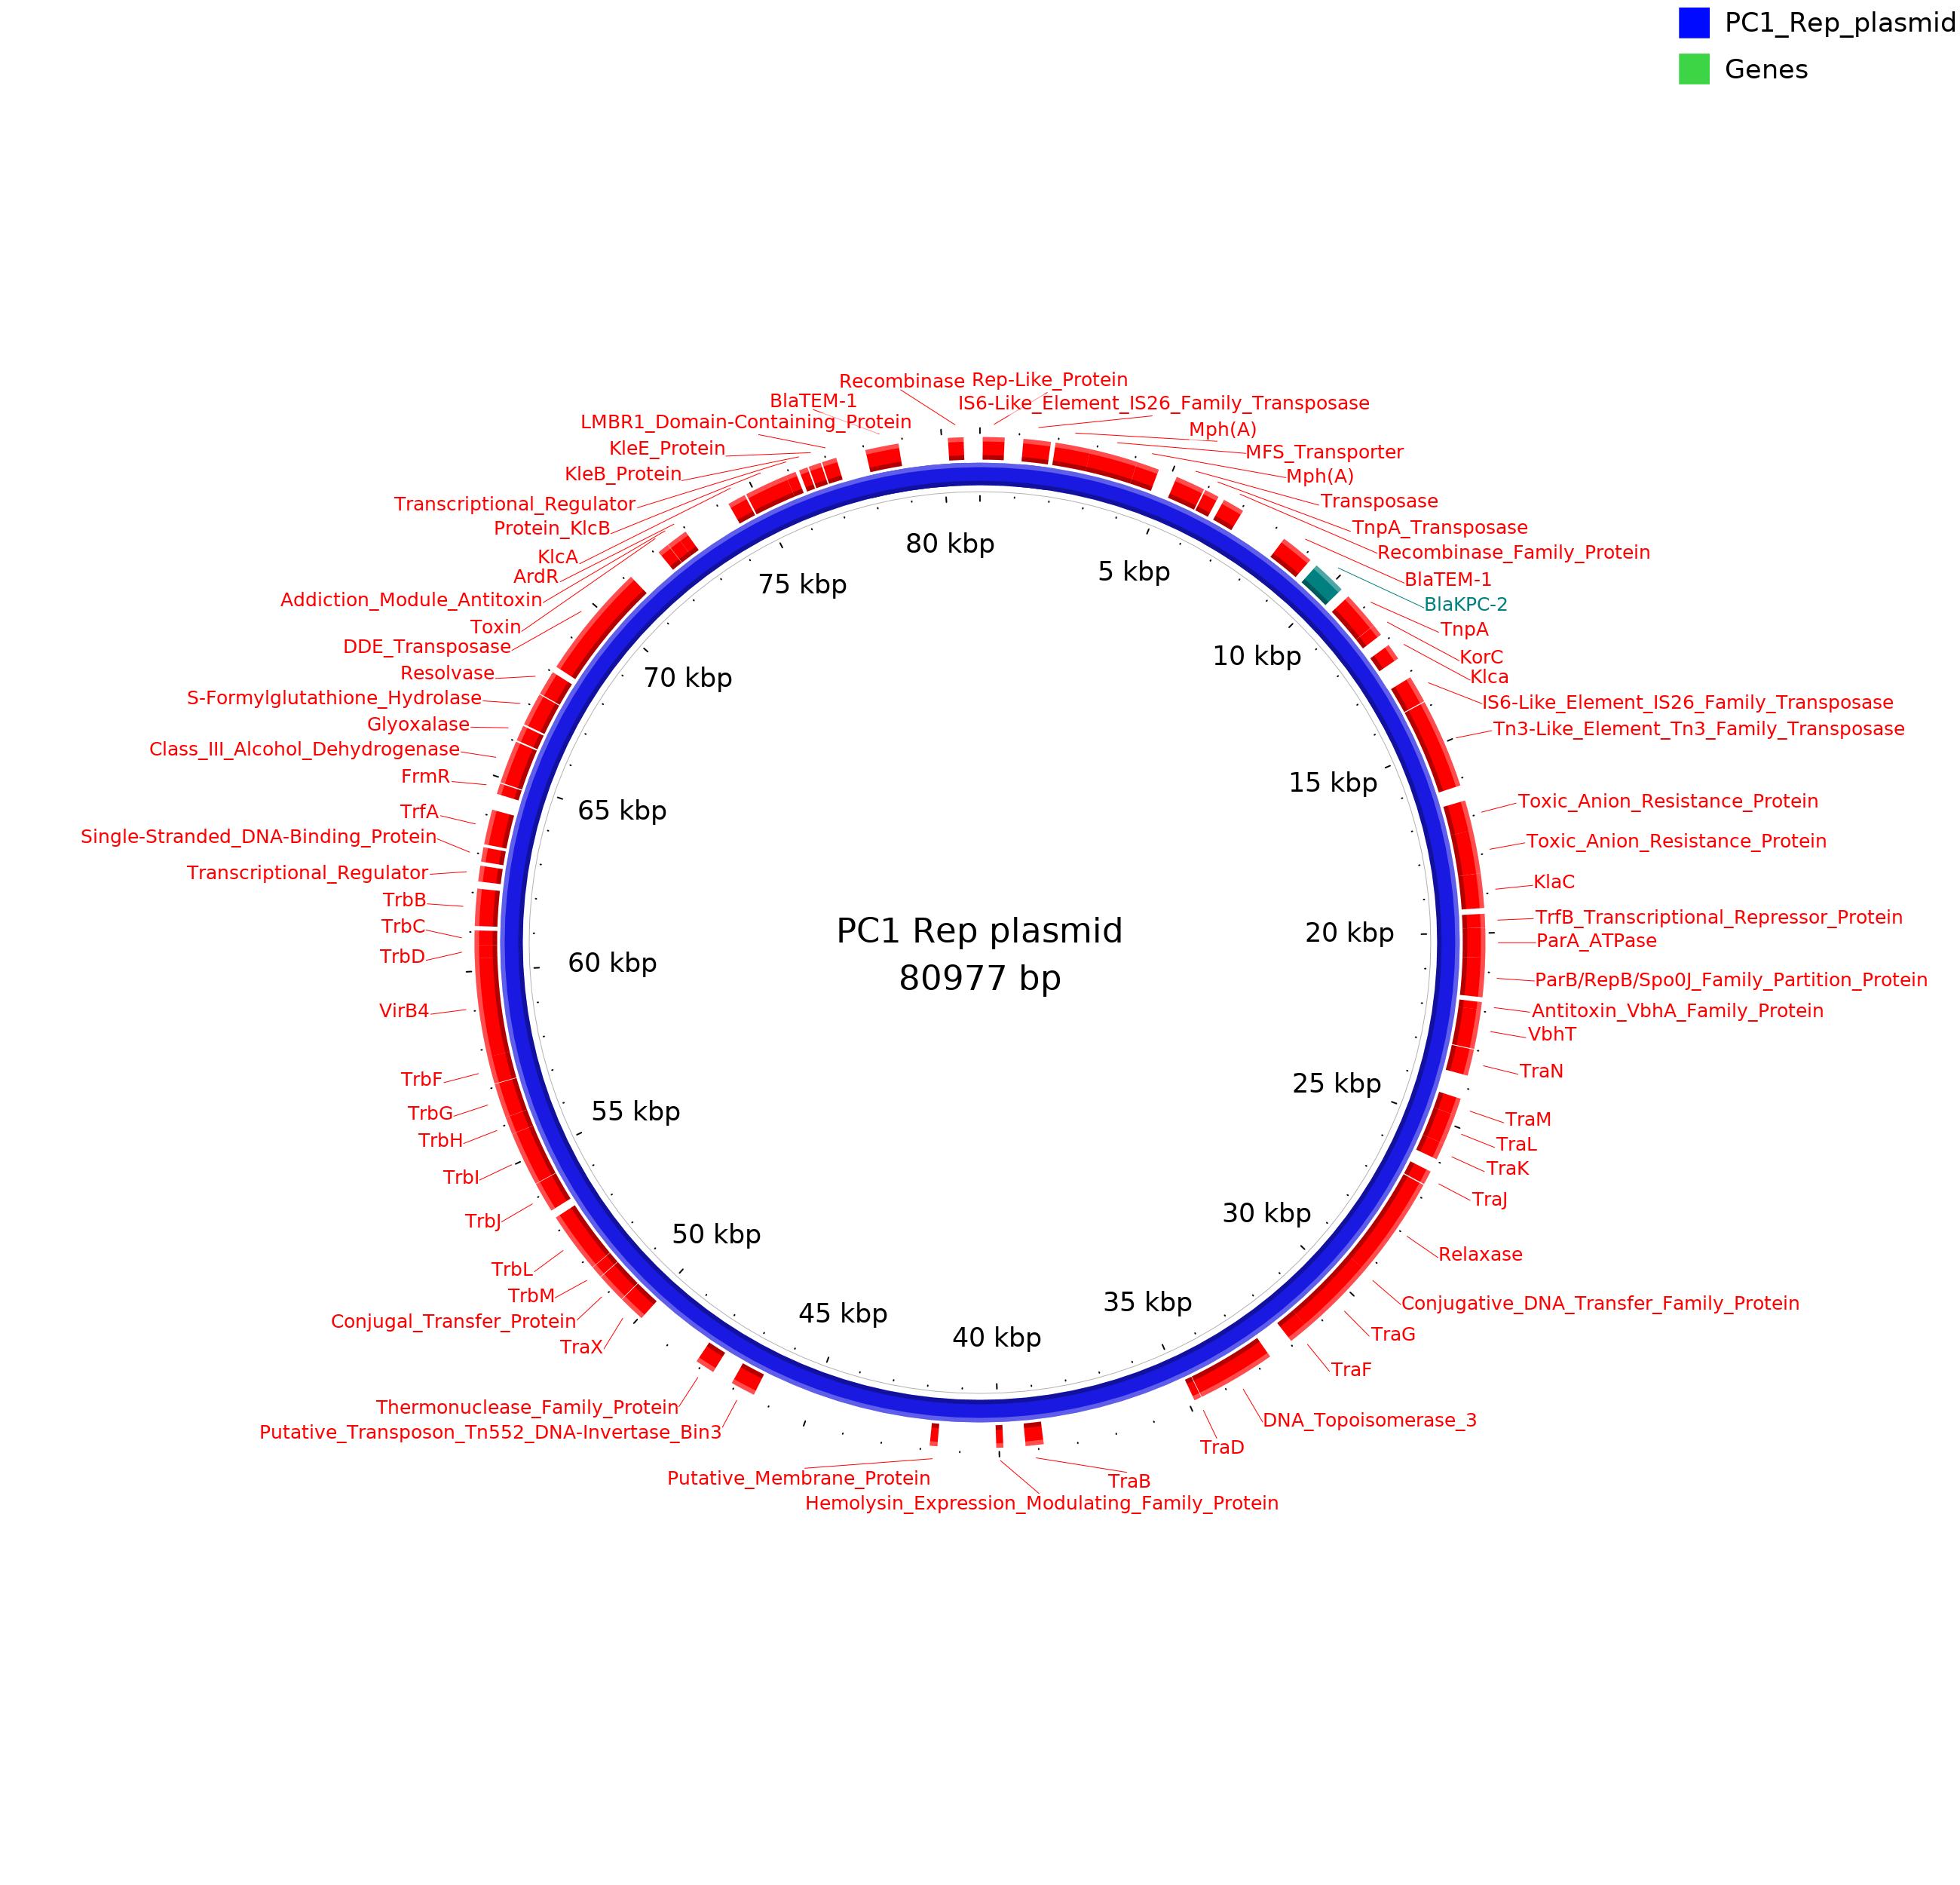 PC1_Rep_plasmid
Genes
Recombinase
Rep-Like_Protein
BlaTEM-1
IS6-Like_Element_IS26_Family_Transposase
LMBR1_Domain-Containing_Protein
Mph(A)
KleE_Protein
MFS_Transporter
KleB_Protein
Mph(A)
Transcriptional_Regulator
Transposase
Protein_KlcB
TnpA_Transposase
KlcA
Recombinase_Family_Protein
ArdR
BlaTEM-1
Addiction_Module_Antitoxin
BlaKPC-2
Toxin
TnpA
DDE_Transposase
KorC
Resolvase
Klca
S-Formylglutathione_Hydrolase
IS6-Like_Element_IS26_Family_Transposase
Glyoxalase
Tn3-Like_Element_Tn3_Family_Transposase
Class_III_Alcohol_Dehydrogenase
FrmR
TrfA
Toxic_Anion_Resistance_Protein
Single-Stranded_DNA-Binding_Protein
Toxic_Anion_Resistance_Protein
Transcriptional_Regulator
KlaC
TrbB
TrfB_Transcriptional_Repressor_Protein
TrbC
ParA_ATPase
TrbD
ParB/RepB/Spo0J_Family_Partition_Protein
VirB4
Antitoxin_VbhA_Family_Protein
VbhT
TrbF
TraN
TrbG
TraM
TrbH
TraL
TrbI
TraK
TrbJ
TraJ
TrbL
Relaxase
TrbM
Conjugative_DNA_Transfer_Family_Protein
Conjugal_Transfer_Protein
TraG
TraX
TraF
Thermonuclease_Family_Protein
DNA_Topoisomerase_3
Putative_Transposon_Tn552_DNA-Invertase_Bin3
TraD
Putative_Membrane_Protein
TraB
Hemolysin_Expression_Modulating_Family_Protein
80 kbp
5 kbp
75 kbp
10 kbp
70 kbp
15 kbp
65 kbp
20 kbp
60 kbp
25 kbp
55 kbp
30 kbp
50 kbp
35 kbp
45 kbp
40 kbp
PC1 Rep plasmid
80977 bp